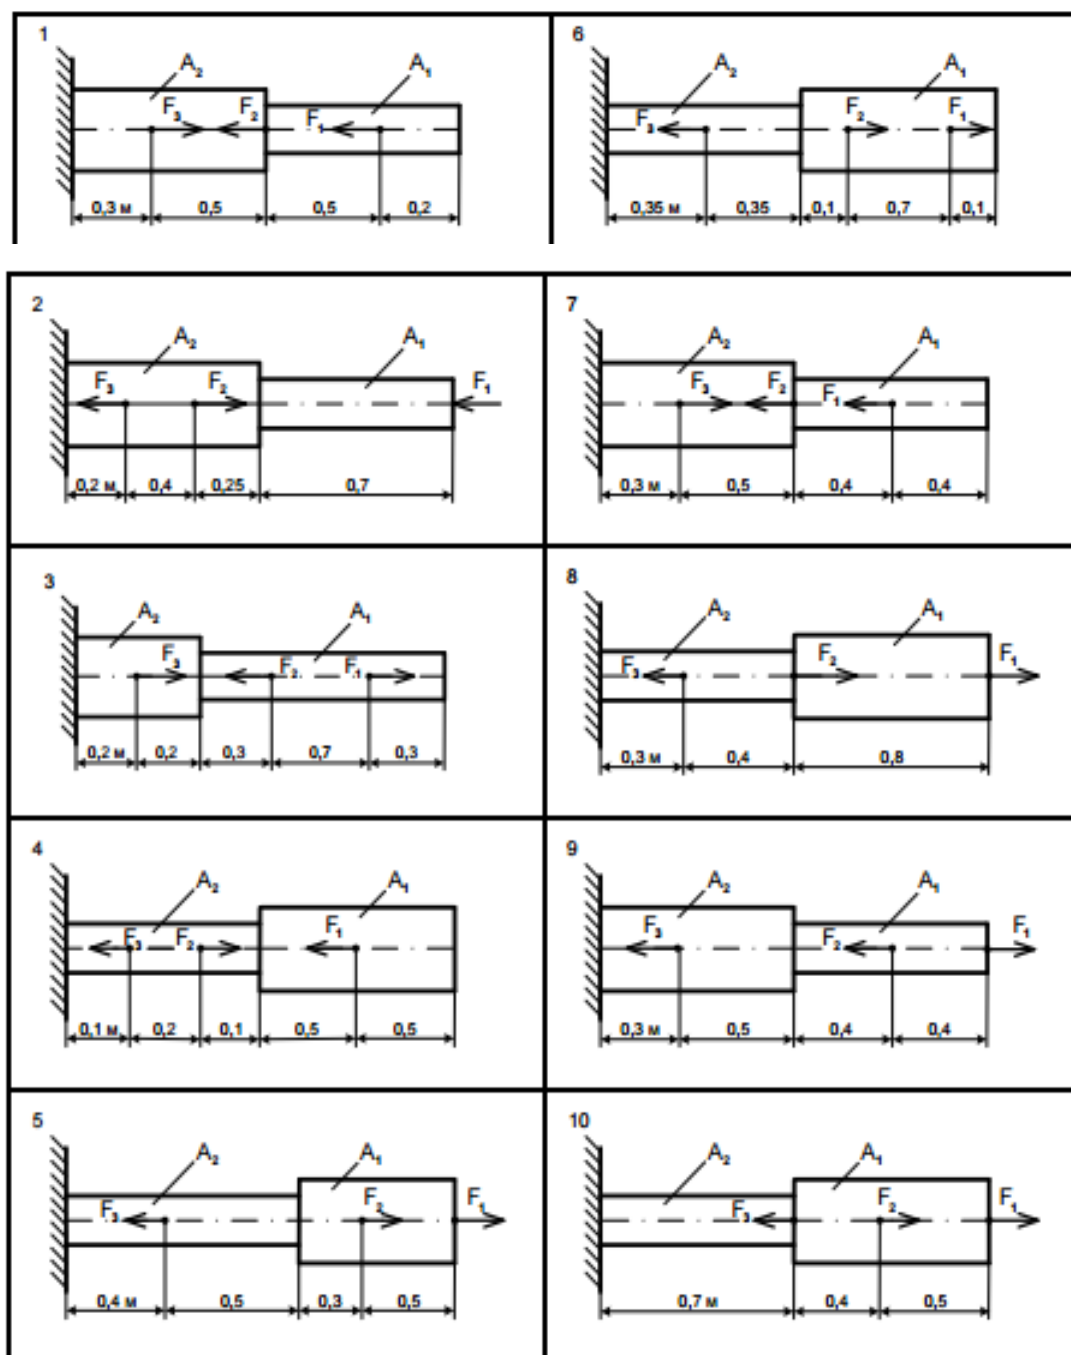 1
A₂
A₁
F₃
F₂
F₁
0,3 м
0,5
0,5
0,2
6
A₂
A₁
F₃
F₂
F₁
0,35 м
0,35
0,1
0,7
0,1
2
A₂
A₁
F₃
F₂
F₁
0,2 м
0,4
0,25
0,7
7
A₂
A₁
F₃
F₂
F₁
0,3 м
0,5
0,4
0,4
3
A₂
A₁
F₃
F₂
F₁
0,2 м
0,2
0,3
0,7
0,3
8
A₂
A₁
F₃
F₂
F₁
0,3 м
0,4
0,8
4
A₂
A₁
F₃
F₂
F₁
0,1 м
0,2
0,1
0,5
0,5
9
A₂
A₁
F₃
F₂
F₁
0,3 м
0,5
0,4
0,4
5
A₂
A₁
F₃
F₂
F₁
0,4 м
0,5
0,3
0,5
10
A₂
A₁
F₃
F₂
F₁
0,7 м
0,4
0,5